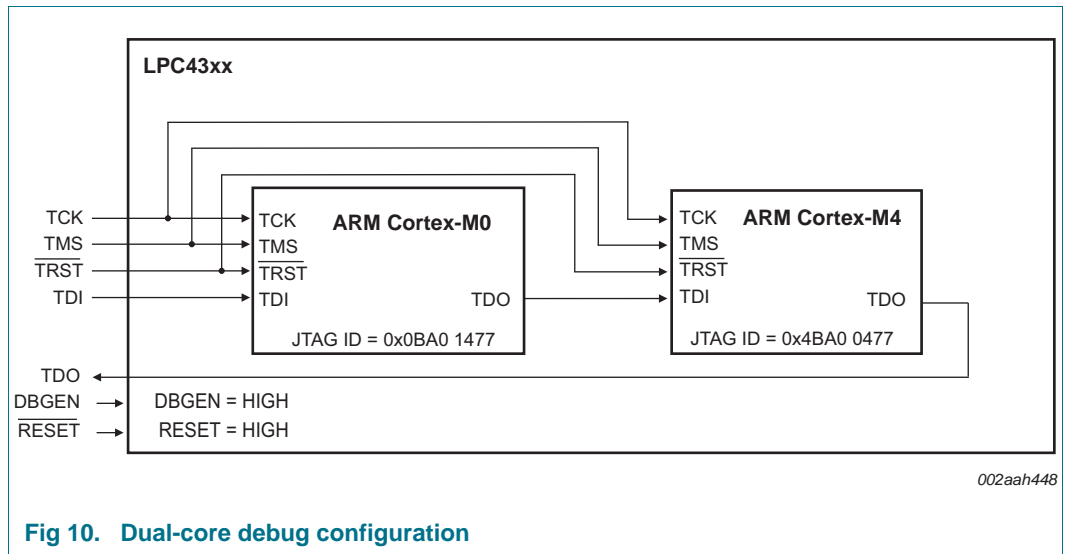 LPC43xx
TCK
TMS
TRST
TDI
TDO
DBGEN
RESET
TCK
TMS
TRST
TDI
ARM Cortex-M0
TDO
JTAG ID = 0x0BA0 1477
TCK
TMS
TRST
TDI
ARM Cortex-M4
TDO
JTAG ID = 0x4BA0 0477
DBGEN = HIGH
RESET = HIGH
002aah448
Fig 10. Dual-core debug configuration